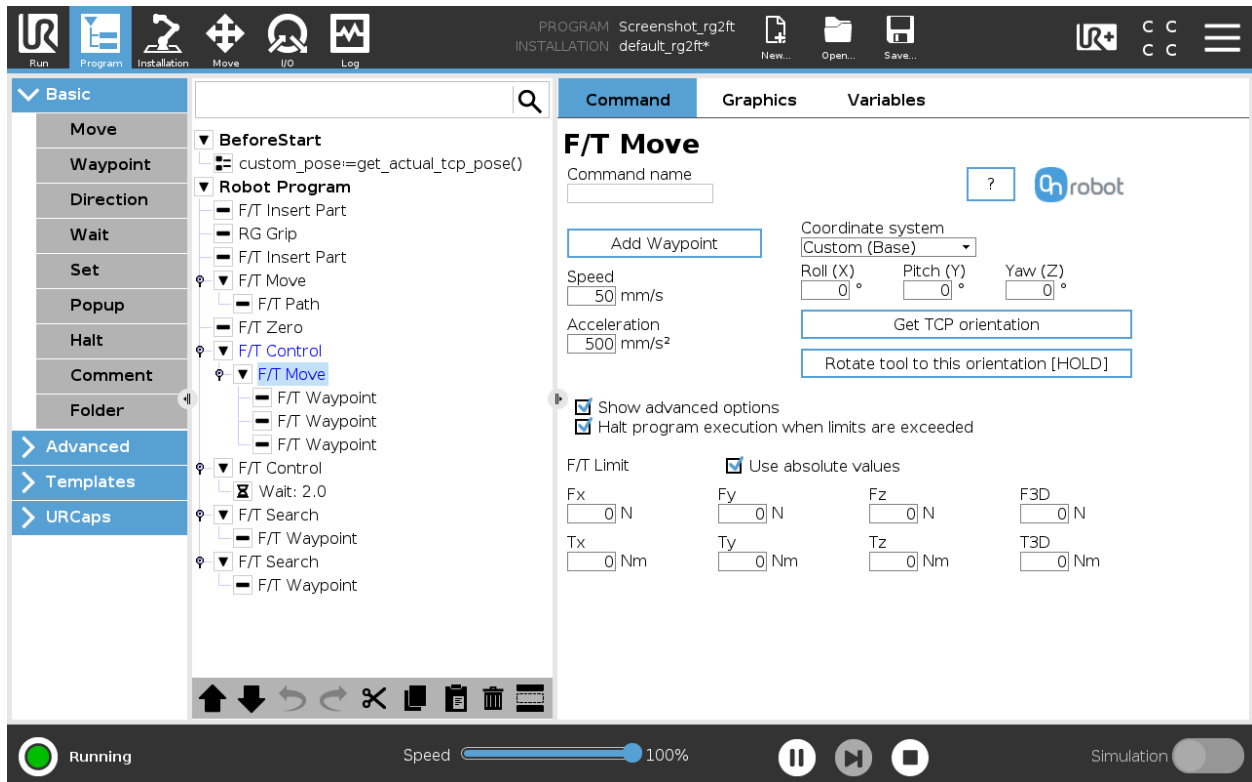 PROGRAM Screenshot_rg2ft
INSTALLATION default_rg2ft*
Run
Program
Installation
Move
I/O
Log
New...
Open...
Save...
UR
UR+
C C
C C
Basic
Move
Waypoint
Direction
Wait
Set
Popup
Halt
Comment
Folder
Advanced
Templates
URCaps
BeforeStart
custom_pose:=get_actual_tcp_pose()
Robot Program
F/T Insert Part
RG Grip
F/T Insert Part
F/T Move
F/T Path
F/T Zero
F/T Control
F/T Move
F/T Waypoint
F/T Waypoint
F/T Waypoint
F/T Control
Wait: 2.0
F/T Search
F/T Waypoint
F/T Search
F/T Waypoint
Command Graphics Variables
F/T Move
Command name
?
On robot
Add Waypoint
Coordinate system
Custom (Base)
Speed
50 mm/s
Roll (X) Pitch (Y) Yaw (Z)
0 ° 0 ° 0 °
Acceleration
500 mm/s²
Get TCP orientation
Rotate tool to this orientation [HOLD]
Show advanced options
Halt program execution when limits are exceeded
F/T Limit Use absolute values
Fx Fy Fz F3D
0 N 0 N 0 N 0 N
Tx Ty Tz T3D
0 Nm 0 Nm 0 Nm 0 Nm
Running
Speed 100%
Simulation